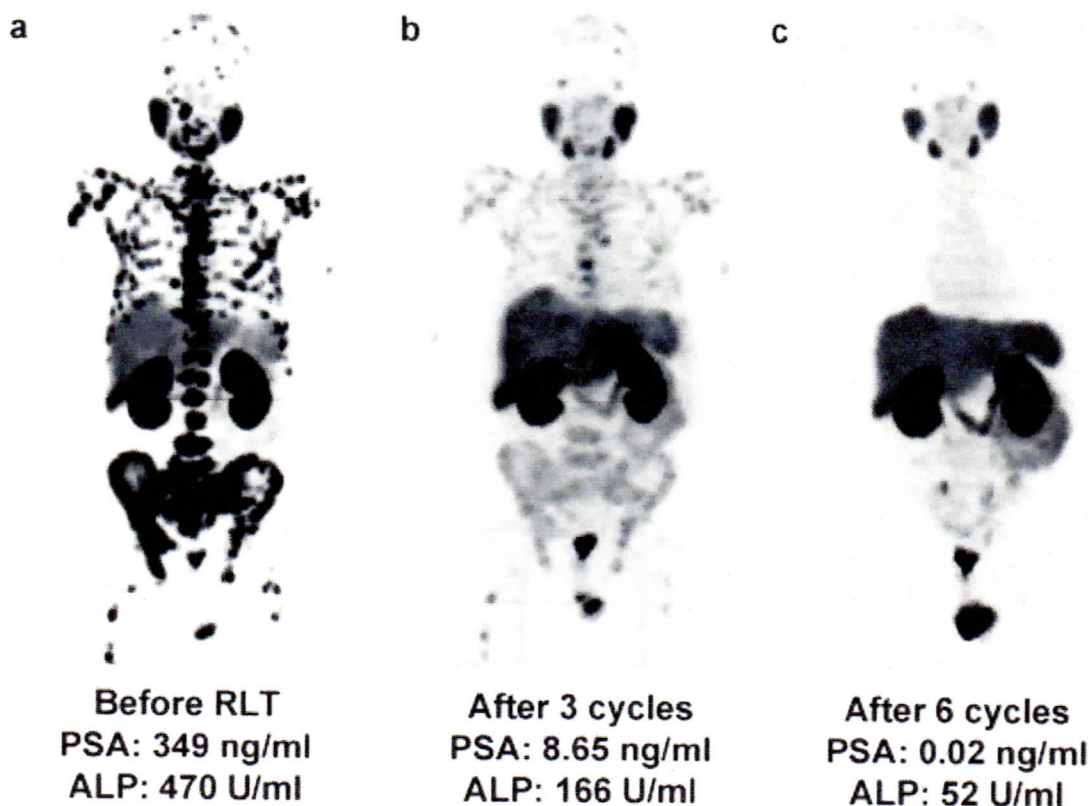 a
b
c
Before RLT
PSA: 349 ng/ml
ALP: 470 U/ml
After 3 cycles
PSA: 8.65 ng/ml
ALP: 166 U/ml
After 6 cycles
PSA: 0.02 ng/ml
ALP: 52 U/ml